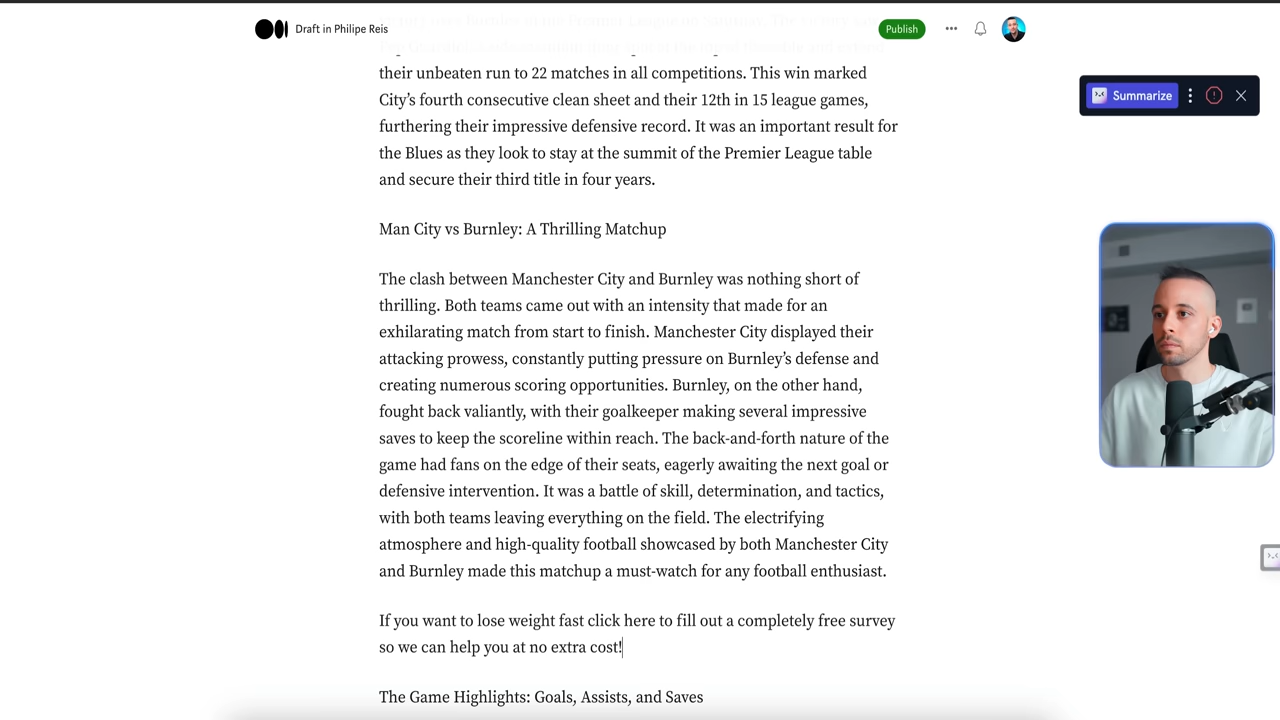 Draft in Philipe Reis
Publish
their unbeaten run to 22 matches in all competitions. This win marked
City’s fourth consecutive clean sheet and their 12th in 15 league games,
furthering their impressive defensive record. It was an important result for
the Blues as they look to stay at the summit of the Premier League table
and secure their third title in four years.
Summarize
Man City vs Burnley: A Thrilling Matchup
The clash between Manchester City and Burnley was nothing short of
thrilling. Both teams came out with an intensity that made for an
exhilarating match from start to finish. Manchester City displayed their
attacking prowess, constantly putting pressure on Burnley’s defense and
creating numerous scoring opportunities. Burnley, on the other hand,
fought back valiantly, with their goalkeeper making several impressive
saves to keep the scoreline within reach. The back-and-forth nature of the
game had fans on the edge of their seats, eagerly awaiting the next goal or
defensive intervention. It was a battle of skill, determination, and tactics,
with both teams leaving everything on the field. The electrifying
atmosphere and high-quality football showcased by both Manchester City
and Burnley made this matchup a must-watch for any football enthusiast.
If you want to lose weight fast click here to fill out a completely free survey
so we can help you at no extra cost!
The Game Highlights: Goals, Assists, and Saves